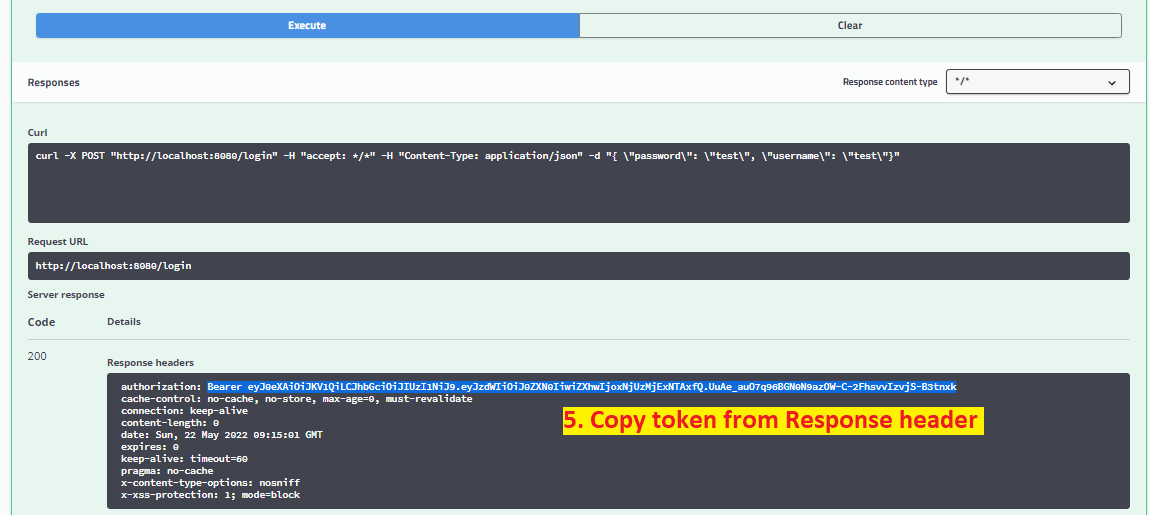 Execute
Clear
Responses
Response content type
*/*
Curl
curl -X POST "http://localhost:8080/login" -H "accept: */*" -H "Content-Type: application/json" -d "{ \"password\": \"test\", \"username\": \"test\"}"
Request URL
http://localhost:8080/login
Server response
Code
Details
200
Response headers
authorization: Bearer eyJ0eXAiOiJKV1QiLCJhbGciOiJIUzI1NiJ9.eyJzdWIiOiJ0ZXN0IiwiZXhwIjoxNjUzMjExNTAxfQ.UuAe_auO7q96BGN0N9azOW-C-2FhsvvIzvjS-B3tnxk
cache-control: no-cache, no-store, max-age=0, must-revalidate
connection: keep-alive
content-length: 0
date: Sun, 22 May 2022 09:15:01 GMT
expires: 0
keep-alive: timeout=60
pragma: no-cache
x-content-type-options: nosniff
x-xss-protection: 1; mode=block
5. Copy token from Response header